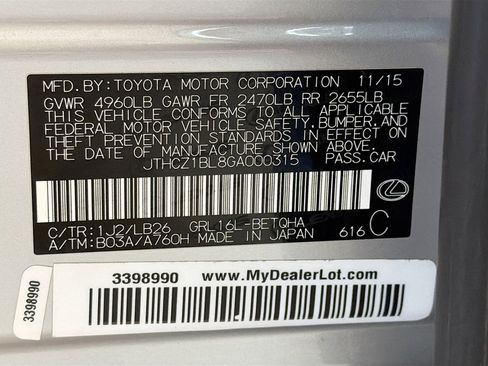 MFD.BY:TOYOTA MOTOR CORPORATION 11/15
GVWR 4960LB GAWR FR 2470LB RR 2655LB
THIS VEHICLE CONFORMS TO ALL APPLICABLE
FEDERAL MOTOR VEHICLE SAFETY,BUMPER,AND
THEFT PREVENTION STANDARDS IN EFFECT ON
THE DATE OF MANUFACTURE SHOWN ABOVE.
JTHCZ1BL8GA000315 PASS.CAR
C/TR:1J2/LB26 GRL16L-BETQHA
A/TM:B03A/A760H MADE IN JAPAN 616 C
3398990 www.MyDealerLot.com
3398990